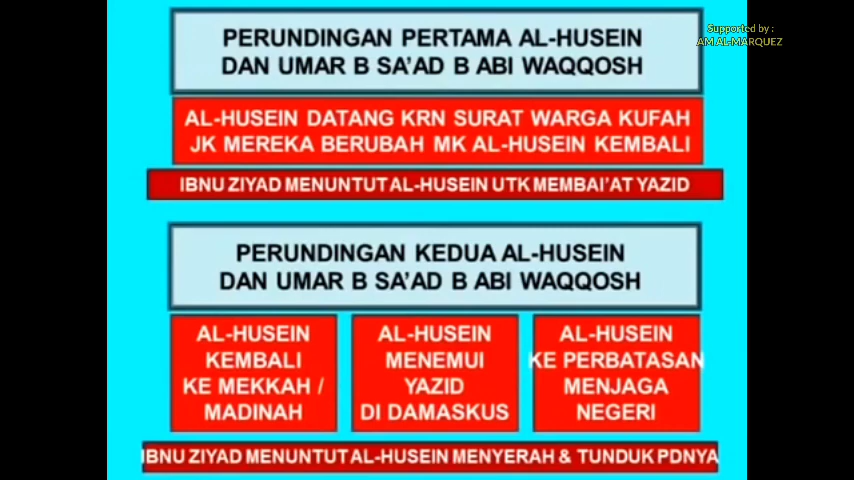 PERUNDINGAN PERTAMA AL-HUSEIN
DAN UMAR B SA'AD B ABI WAQQOSH
Supported by :
AM AL-MARQUEZ
AL-HUSEIN DATANG KRN SURAT WARGA KUFAH
JK MEREKA BERUBAH MK AL-HUSEIN KEMBALI
IBNU ZIYAD MENUNTUT AL-HUSEIN UTK MEMBAI'AT YAZID
PERUNDINGAN KEDUA AL-HUSEIN
DAN UMAR B SA'AD B ABI WAQQOSH
AL-HUSEIN
KEMBALI
KE MEKKAH /
MADINAH
AL-HUSEIN
MENEMUI
YAZID
DI DAMASKUS
AL-HUSEIN
KE PERBATASAN
MENJAGA
NEGERI
IBNU ZIYAD MENUNTUT AL-HUSEIN MENYERAH & TUNDUK PDNYA